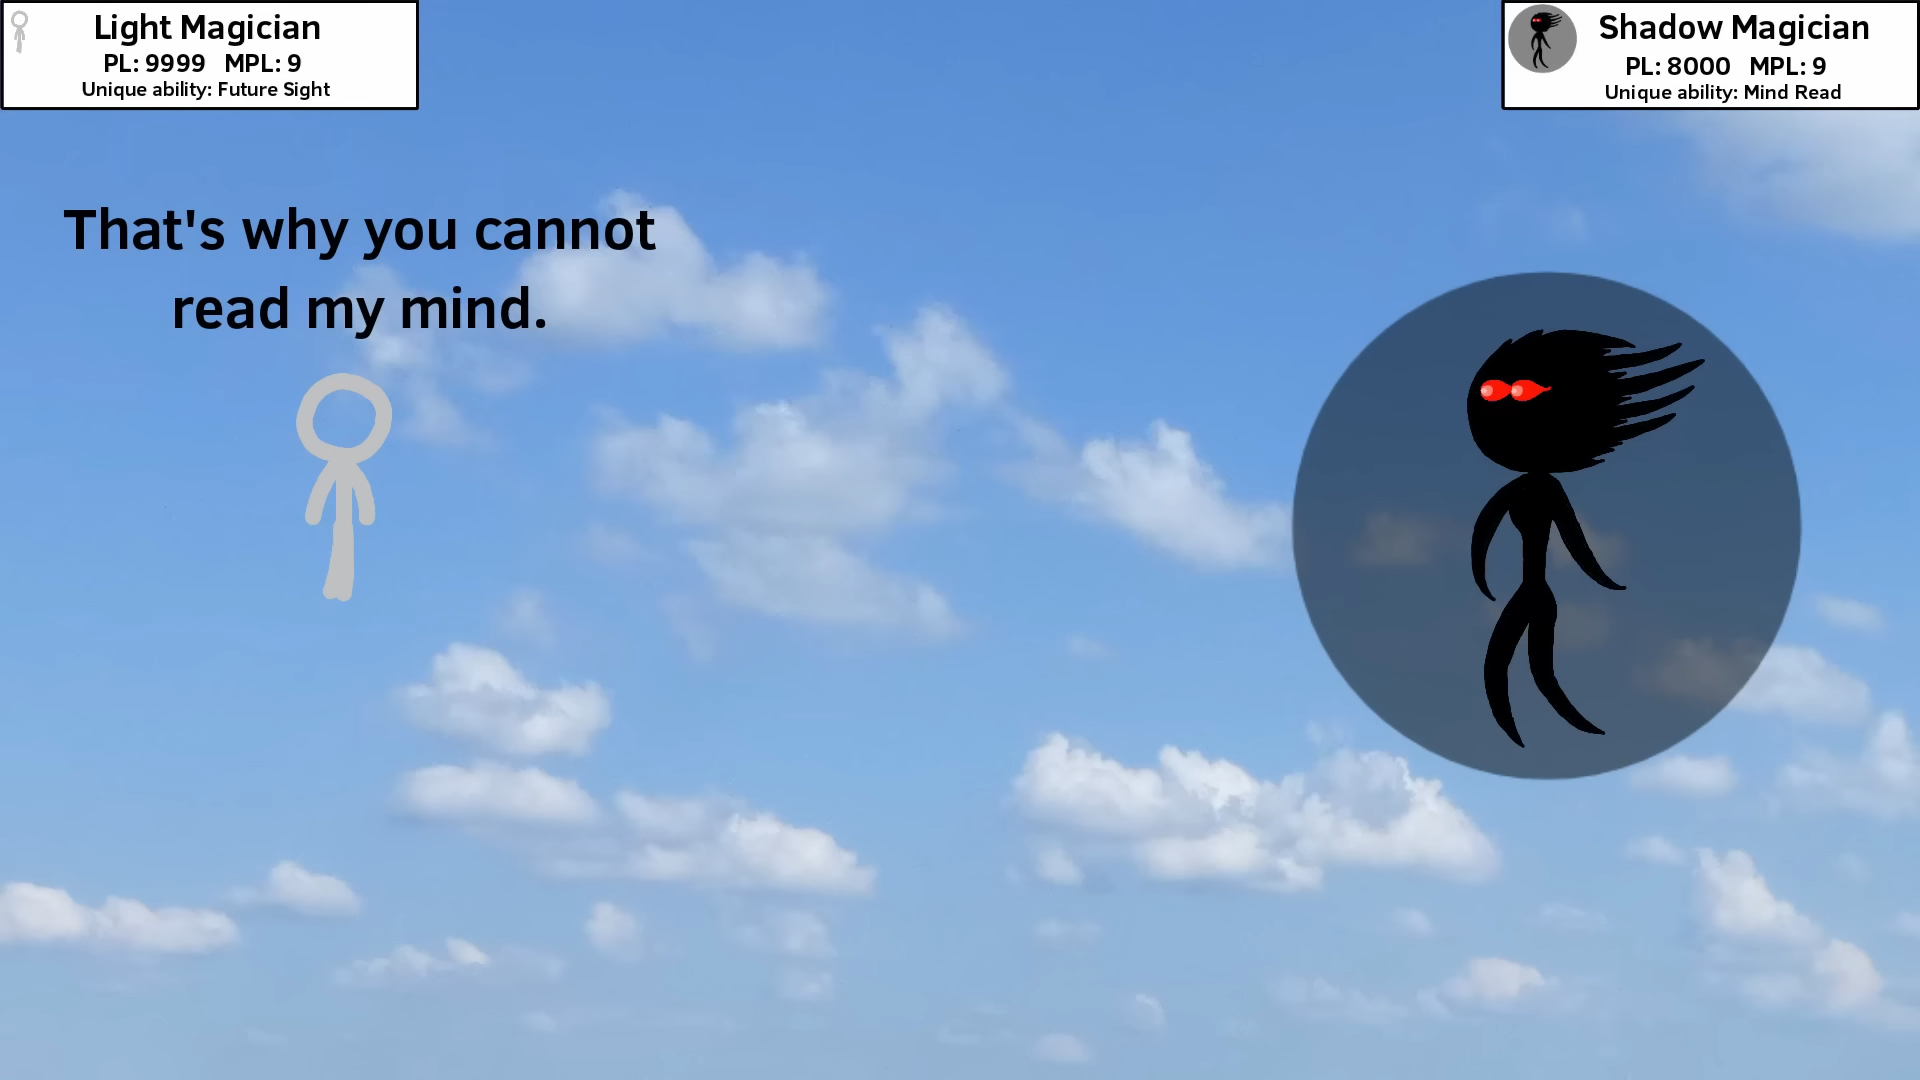 Light Magician
PL: 9999 MPL: 9
Unique ability: Future Sight
Shadow Magician
PL: 8000 MPL: 9
Unique ability: Mind Read
That's why you cannot
read my mind.